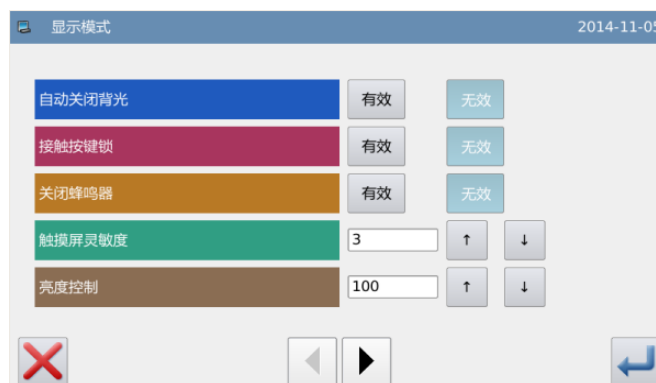 显示模式 2014-11-05
自动关闭背光 有效 无效
接触按键锁 有效 无效
关闭蜂鸣器 有效 无效
触摸屏灵敏度 3 ↑ ↓
亮度控制 100 ↑ ↓